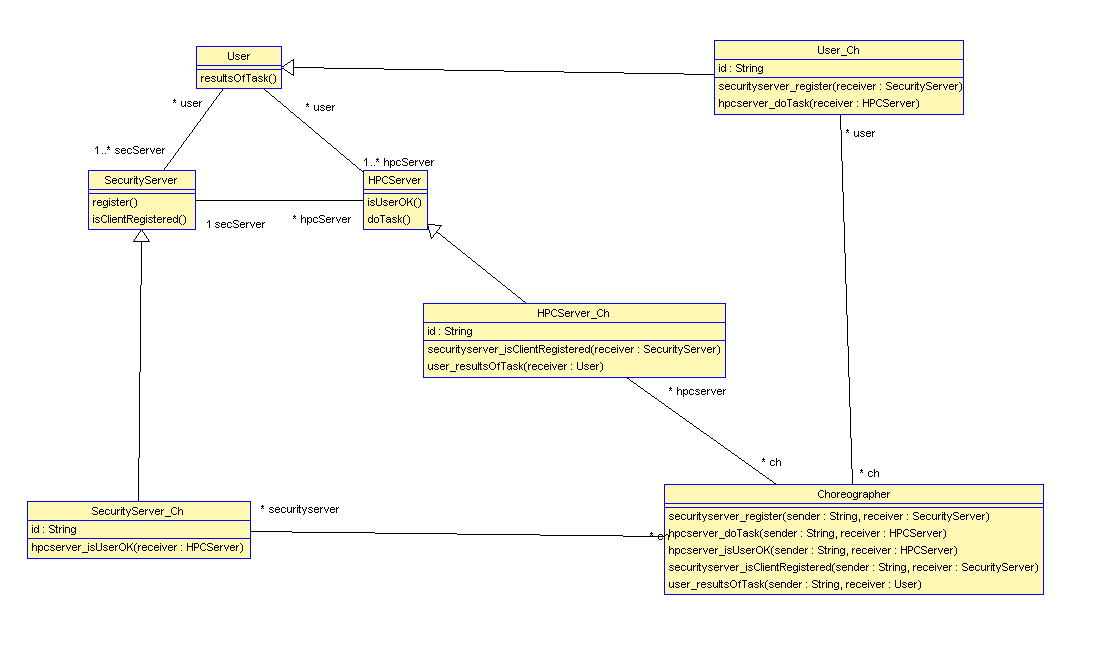 User
resultsOfTask()
User_Ch
id : String
securityserver_register(receiver : SecurityServer)
hpcserver_doTask(receiver : HPCServer)
* user
* user
* user
1..* secServer
1..* hpcServer
SecurityServer
register()
isClientRegistered()
HPCServer
isUserOK()
doTask()
1 secServer
* hpcServer
HPCServer_Ch
id : String
securityserver_isClientRegistered(receiver : SecurityServer)
user_resultsOfTask(receiver : User)
* hpcserver
* ch
* ch
SecurityServer_Ch
id : String
hpcserver_isUserOK(receiver : HPCServer)
* securityserver
* ch
Choreographer
securityserver_register(sender : String, receiver : SecurityServer)
hpcserver_doTask(sender : String, receiver : HPCServer)
hpcserver_isUserOK(sender : String, receiver : HPCServer)
securityserver_isClientRegistered(sender : String, receiver : SecurityServer)
user_resultsOfTask(sender : String, receiver : User)